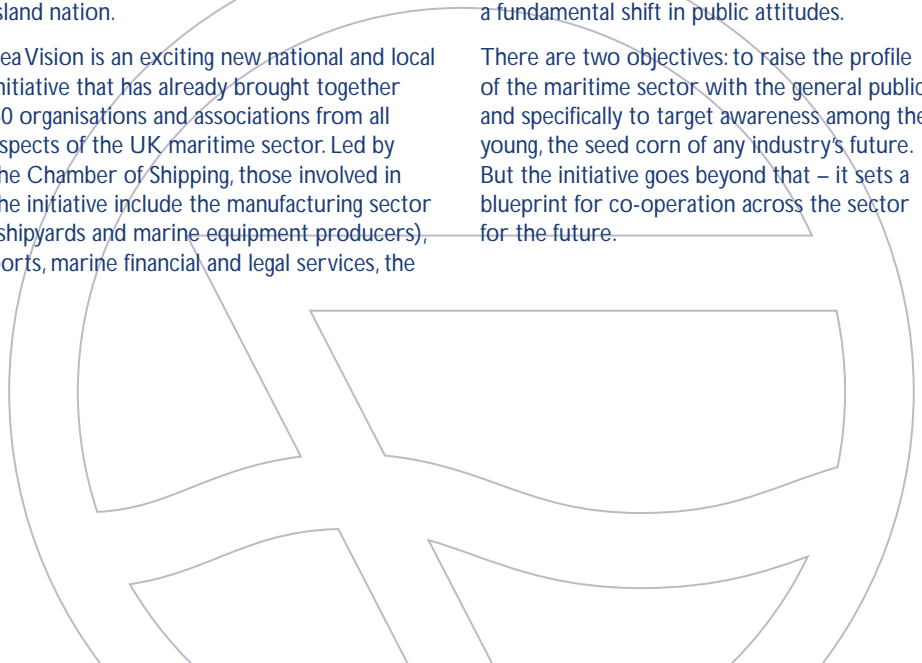 sland nation.
ea Vision is an exciting new national and local
nitiative that has already brought together
0 organisations and associations from all
spects of the UK maritime sector. Led by
he Chamber of Shipping, those involved in
he initiative include the manufacturing sector
shipyards and marine equipment producers),
orts, marine financial and legal services, the
a fundamental shift in public attitudes.
There are two objectives: to raise the profile
of the maritime sector with the general public
and specifically to target awareness among the
young, the seed corn of any industry's future.
But the initiative goes beyond that – it sets a
blueprint for co-operation across the sector
for the future.